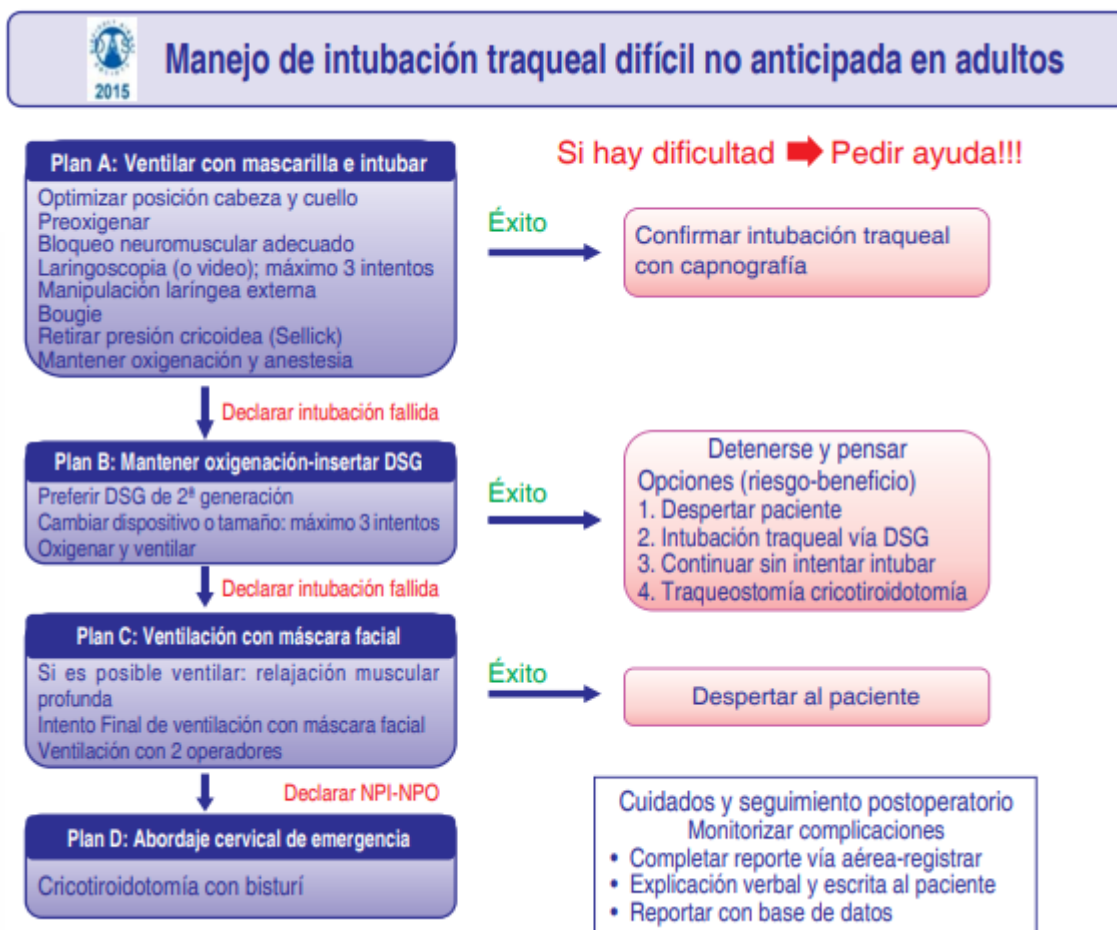 2015
Manejo de intubación traqueal difícil no anticipada en adultos
Si hay dificultad ➡ Pedir ayuda!!!
Plan A: Ventilar con mascarilla e intubar
Optimizar posición cabeza y cuello
Preoxigenar
Bloqueo neuromuscular adecuado
Laringoscopia (o video); máximo 3 intentos
Manipulación laríngea externa
Bougie
Retirar presión cricoidea (Sellick)
Mantener oxigenación y anestesia
Éxito
Confirmar intubación traqueal
con capnografía
Declarar intubación fallida
Plan B: Mantener oxigenación-insertar DSG
Preferir DSG de 2ª generación
Cambiar dispositivo o tamaño: máximo 3 intentos
Oxigenar y ventilar
Éxito
Detenerse y pensar
Opciones (riesgo-beneficio)
1. Despertar paciente
2. Intubación traqueal vía DSG
3. Continuar sin intentar intubar
4. Traqueostomía cricotiroidotomía
Declarar intubación fallida
Plan C: Ventilación con máscara facial
Si es posible ventilar: relajación muscular
profunda
Intento Final de ventilación con máscara facial
Ventilación con 2 operadores
Éxito
Despertar al paciente
Declarar NPI-NPO
Plan D: Abordaje cervical de emergencia
Cricotiroidotomía con bisturí
Cuidados y seguimiento postoperatorio
Monitorizar complicaciones
• Completar reporte vía aérea-registrar
• Explicación verbal y escrita al paciente
• Reportar con base de datos